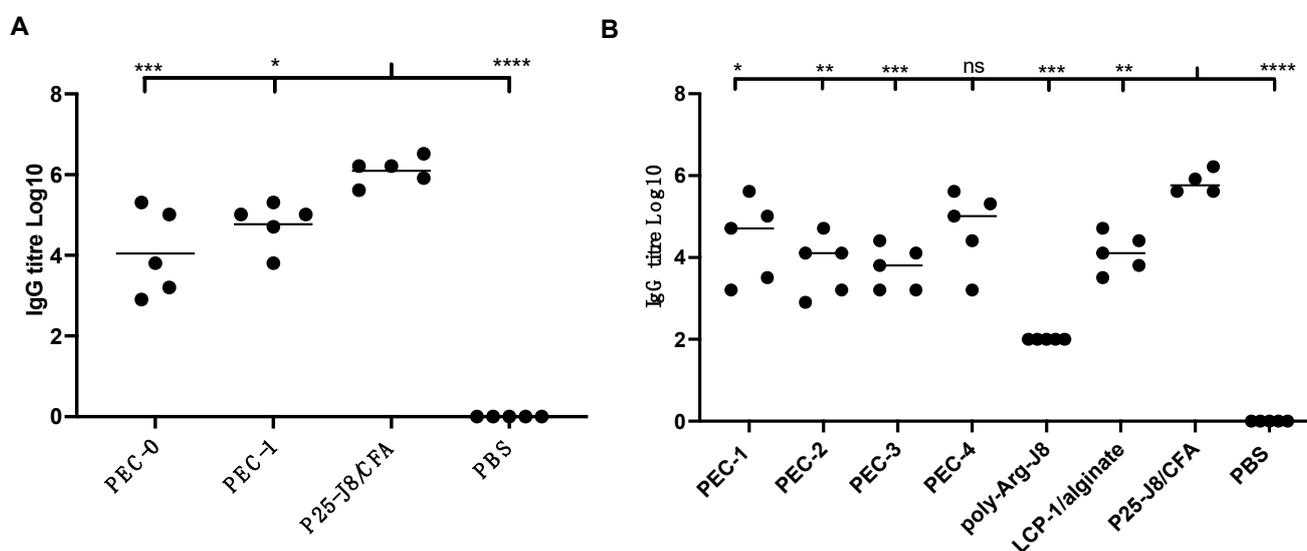 A
B
*** * ****
* ** *** ns *** ** ****
8
6
4
2
0
IgG titre Log10
PEC-0
PEC-1
P25-J8/CFA
PBS
8
6
4
2
0
IgG titre Log10
PEC-1
PEC-2
PEC-3
PEC-4
poly-Arg-J8
LCP-1/alginate
P25-J8/CFA
PBS